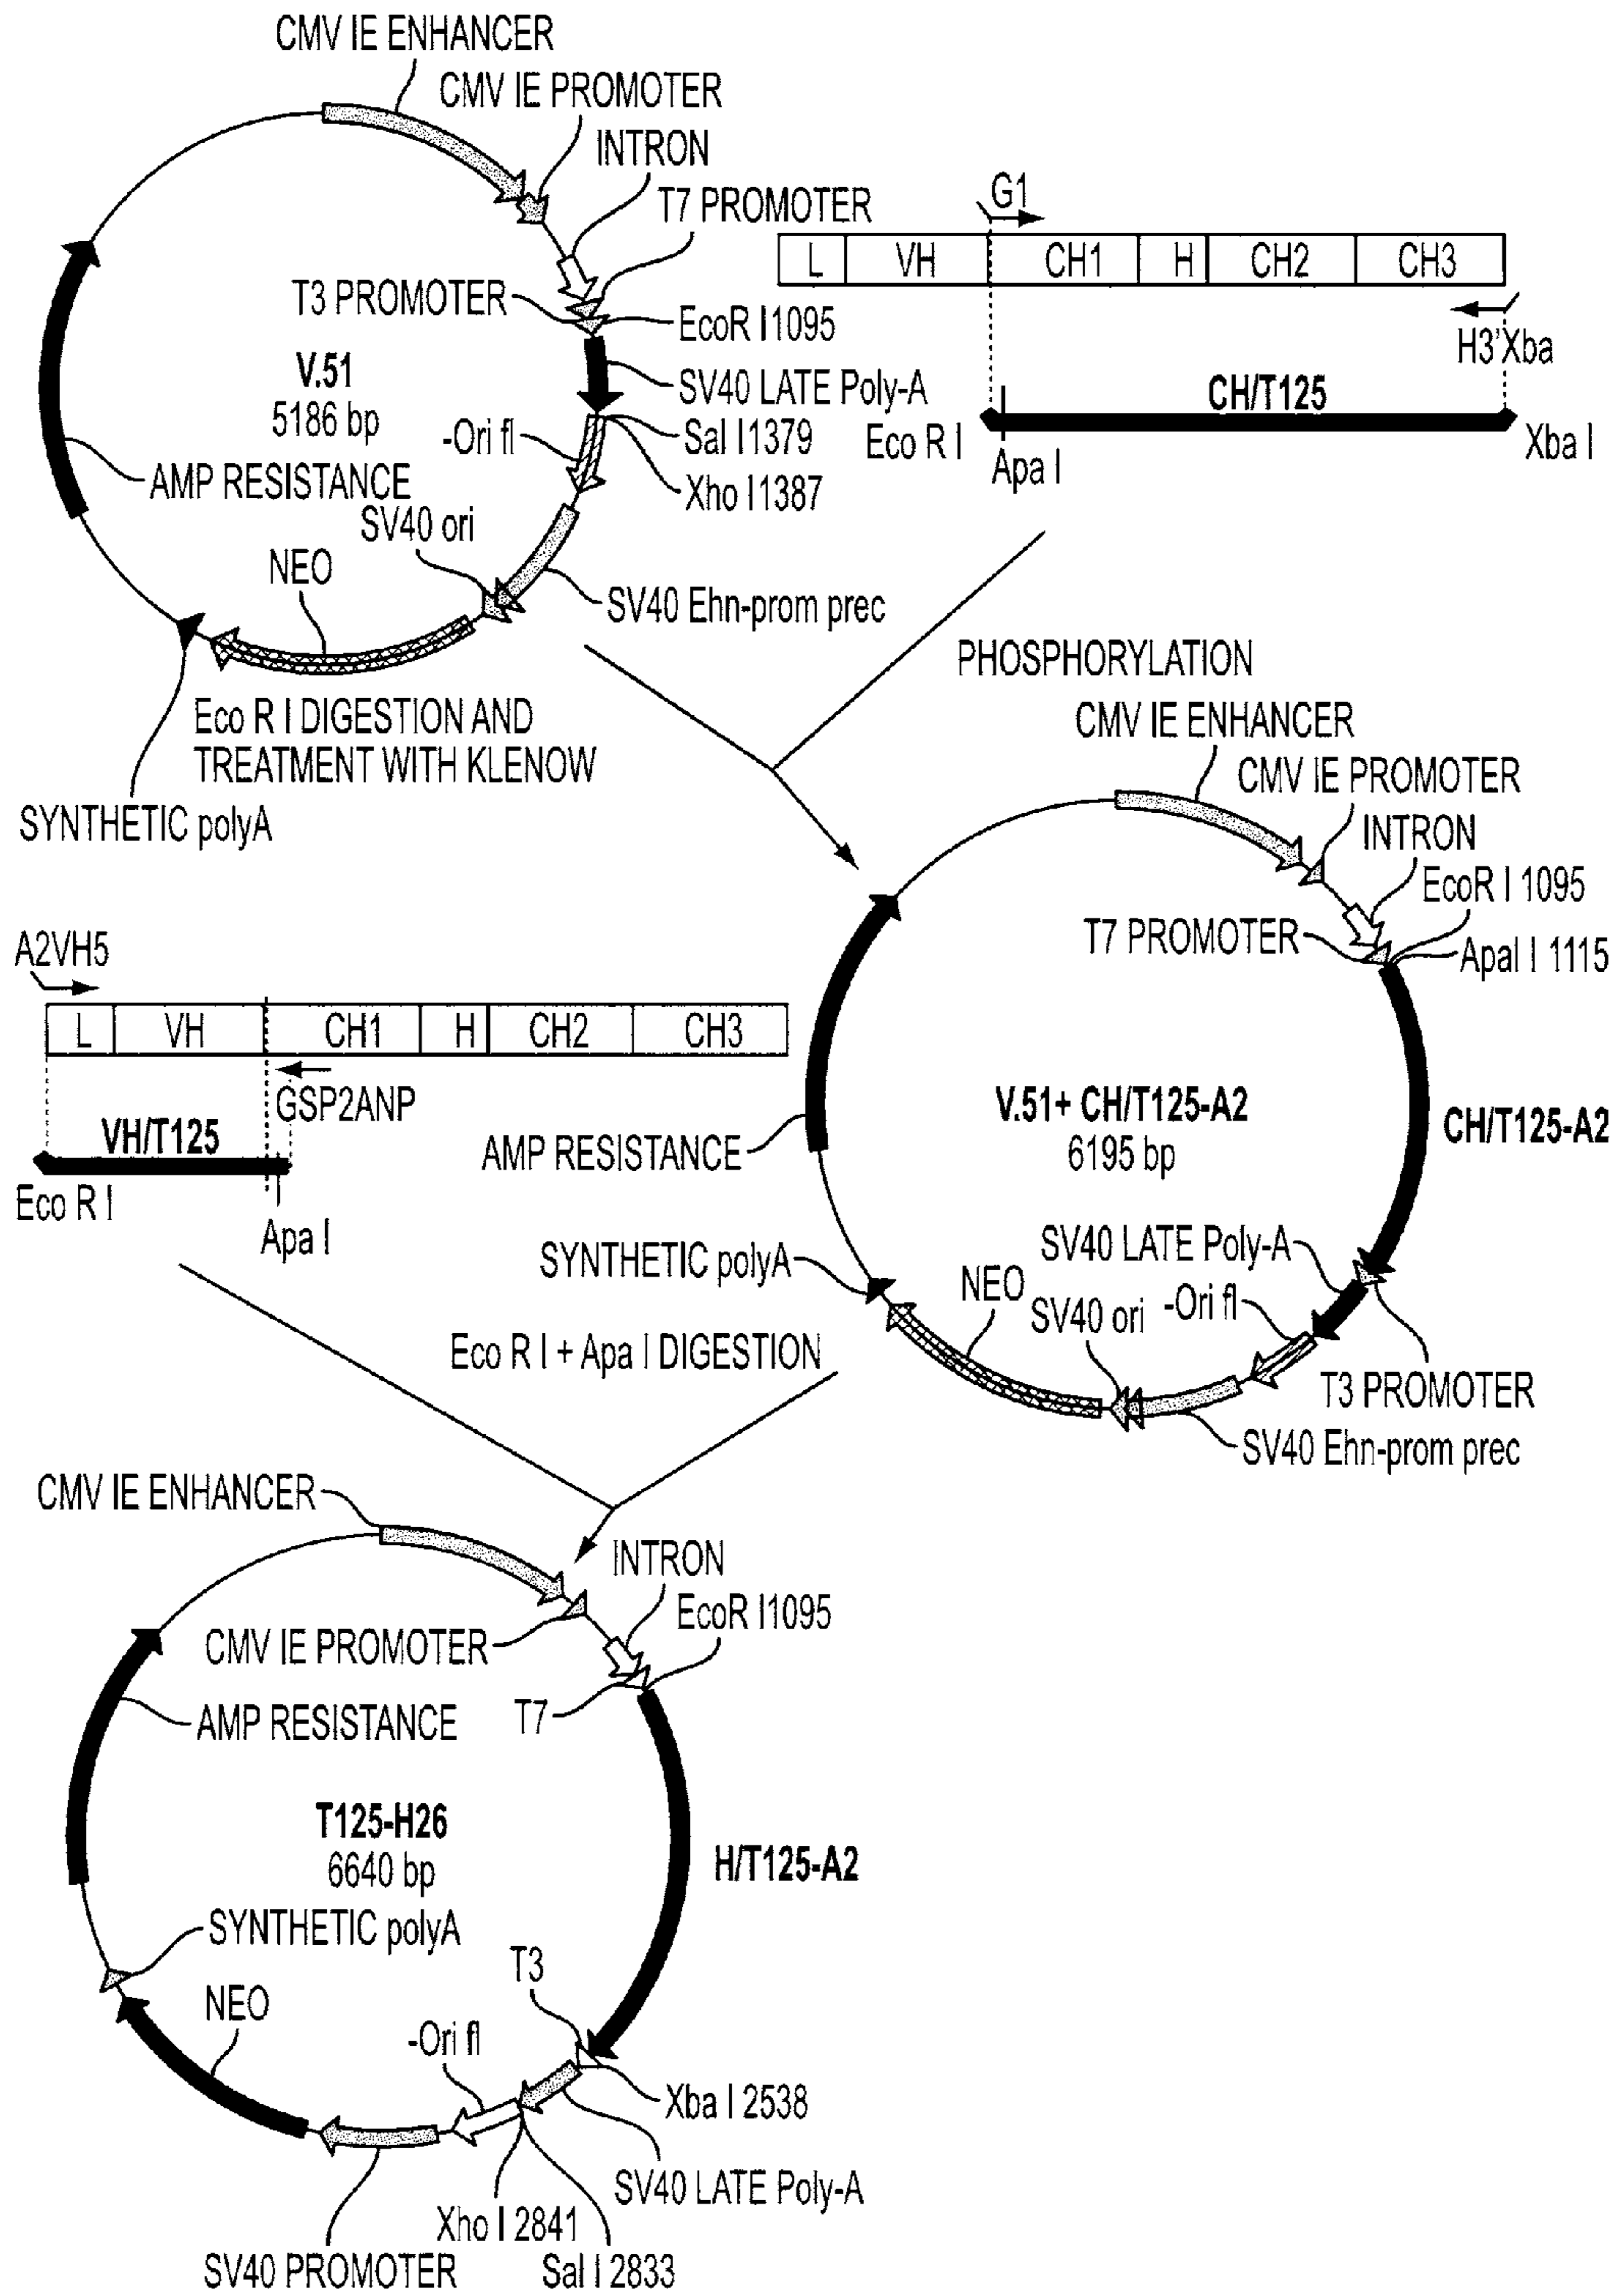 CMV IE ENHANCER
CMV IE PROMOTER
INTRON
T7 PROMOTER
T3 PROMOTER
EcoR I1095
V.51
5186 bp
SV40 LATE Poly-A
-Ori fl
Sal I1379
AMP RESISTANCE
Xho I1387
SV40 ori
NEO
SV40 Ehn-prom prec
Eco R I DIGESTION AND
TREATMENT WITH KLENOW
SYNTHETIC polyA
G1
L VH CH1 H CH2 CH3
H3'Xba
CH/T125
Eco R I
Apa I
Xba I
PHOSPHORYLATION
CMV IE ENHANCER
CMV IE PROMOTER
INTRON
EcoR I 1095
T7 PROMOTER
Apal I 1115
V.51+ CH/T125-A2
6195 bp
CH/T125-A2
AMP RESISTANCE
SV40 LATE Poly-A
SYNTHETIC polyA
NEO
SV40 ori
-Ori fl
T3 PROMOTER
SV40 Ehn-prom prec
A2VH5
L VH CH1 H CH2 CH3
GSP2ANP
VH/T125
Eco R I
Apa I
Eco R I + Apa I DIGESTION
CMV IE ENHANCER
INTRON
EcoR I1095
CMV IE PROMOTER
T7
AMP RESISTANCE
T125-H26
6640 bp
H/T125-A2
SYNTHETIC polyA
T3
NEO
-Ori fl
Xba I 2538
SV40 LATE Poly-A
Xho I 2841
SV40 PROMOTER
Sal I 2833